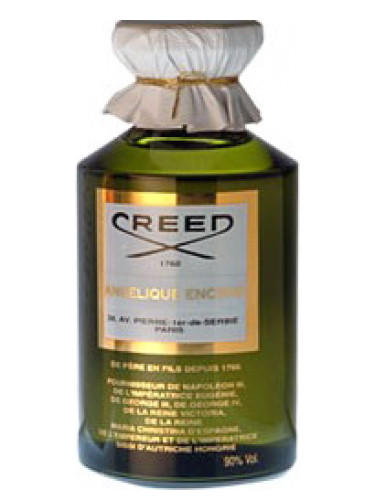 CREED
1760
ANGELIQUE ENCENS
38, AV. PIERRE-1er-de-SERBIE
PARIS
DE PÈRE EN FILS DEPUIS 1760
FOURNISSEUR DE NAPOLÉON III,
DE L'IMPÉRATRICE EUGÉNIE,
DE GEORGE III, DE GEORGE IV,
DE LA REINE VICTORIA,
DE LA REINE
MARIA CHRISTINA D'ESPAGNE,
DE L'EMPEREUR ET DE L'IMPÉRATRICE
D'AUTRICHE HONGRIE
90% Vol.